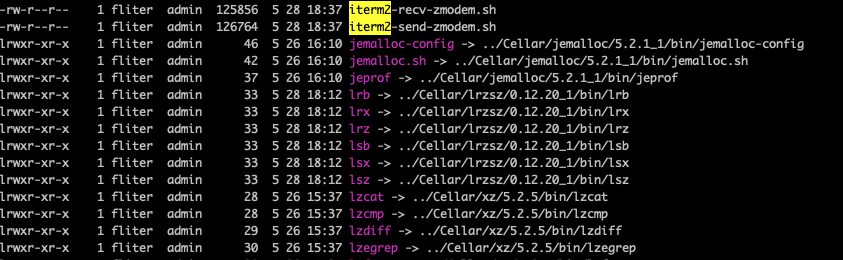 -rw-r--r-- 1 fliter admin 125856 5 28 18:37 iterm2-recv-zmodem.sh
-rw-r--r-- 1 fliter admin 126764 5 28 18:37 iterm2-send-zmodem.sh
lrwxr-xr-x 1 fliter admin 46 5 26 16:10 jemalloc-config -> ../Cellar/jemalloc/5.2.1_1/bin/jemalloc-config
lrwxr-xr-x 1 fliter admin 42 5 26 16:10 jemalloc.sh -> ../Cellar/jemalloc/5.2.1_1/bin/jemalloc.sh
lrwxr-xr-x 1 fliter admin 37 5 26 16:10 jeprof -> ../Cellar/jemalloc/5.2.1_1/bin/jeprof
lrwxr-xr-x 1 fliter admin 33 5 28 18:12 lrb -> ../Cellar/lrzsz/0.12.20_1/bin/lrb
lrwxr-xr-x 1 fliter admin 33 5 28 18:12 lrx -> ../Cellar/lrzsz/0.12.20_1/bin/lrx
lrwxr-xr-x 1 fliter admin 33 5 28 18:12 lrz -> ../Cellar/lrzsz/0.12.20_1/bin/lrz
lrwxr-xr-x 1 fliter admin 33 5 28 18:12 lsb -> ../Cellar/lrzsz/0.12.20_1/bin/lsb
lrwxr-xr-x 1 fliter admin 33 5 28 18:12 lsx -> ../Cellar/lrzsz/0.12.20_1/bin/lsx
lrwxr-xr-x 1 fliter admin 33 5 28 18:12 lsz -> ../Cellar/lrzsz/0.12.20_1/bin/lsz
lrwxr-xr-x 1 fliter admin 28 5 26 15:37 lzcat -> ../Cellar/xz/5.2.5/bin/lzcat
lrwxr-xr-x 1 fliter admin 28 5 26 15:37 lzcmp -> ../Cellar/xz/5.2.5/bin/lzcmp
lrwxr-xr-x 1 fliter admin 29 5 26 15:37 lzdiff -> ../Cellar/xz/5.2.5/bin/lzdiff
lrwxr-xr-x 1 fliter admin 30 5 26 15:37 lzegrep -> ../Cellar/xz/5.2.5/bin/lzegrep